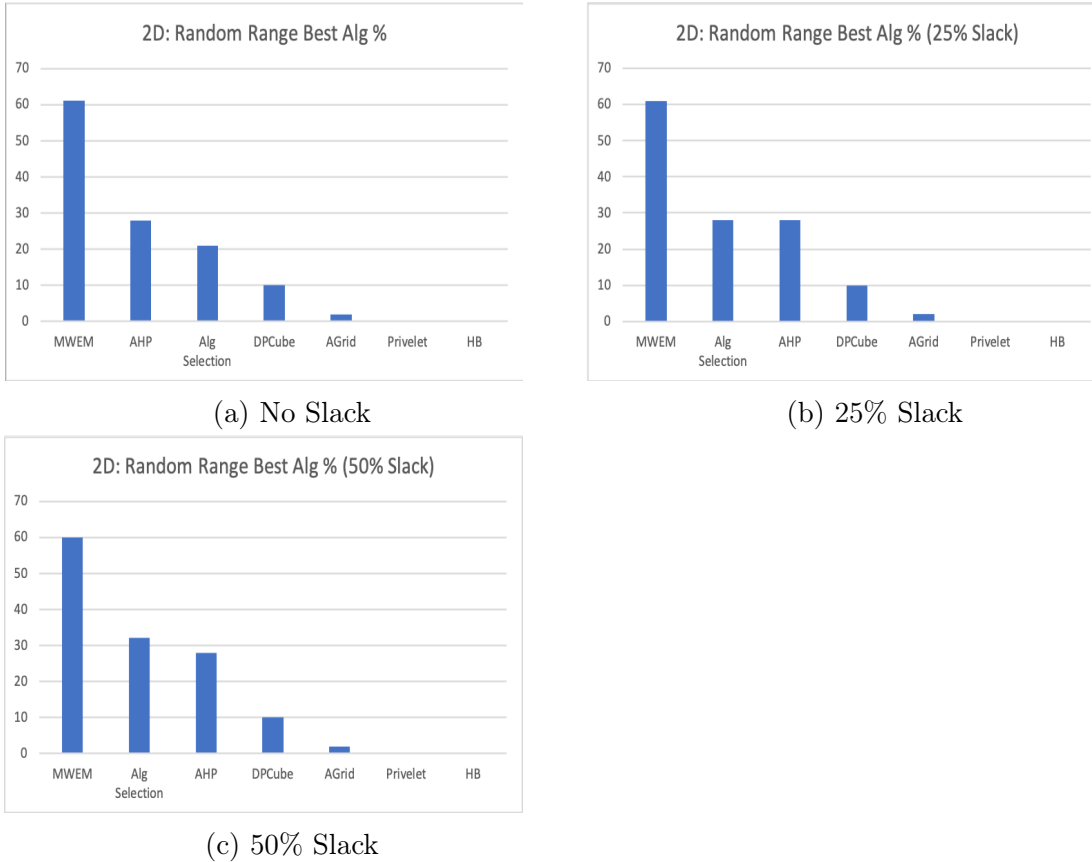 2D: Random Range Best Alg %
70
60
50
40
30
20
10
0
MWEM AHP Alg DPCube AGrid Privelet HB
Selection
(a) No Slack
2D: Random Range Best Alg % (25% Slack)
70
60
50
40
30
20
10
0
MWEM Alg AHP DPCube AGrid Privelet HB
Selection
(b) 25% Slack
2D: Random Range Best Alg % (50% Slack)
70
60
50
40
30
20
10
0
MWEM Alg AHP DPCube AGrid Privelet HB
Selection
(c) 50% Slack